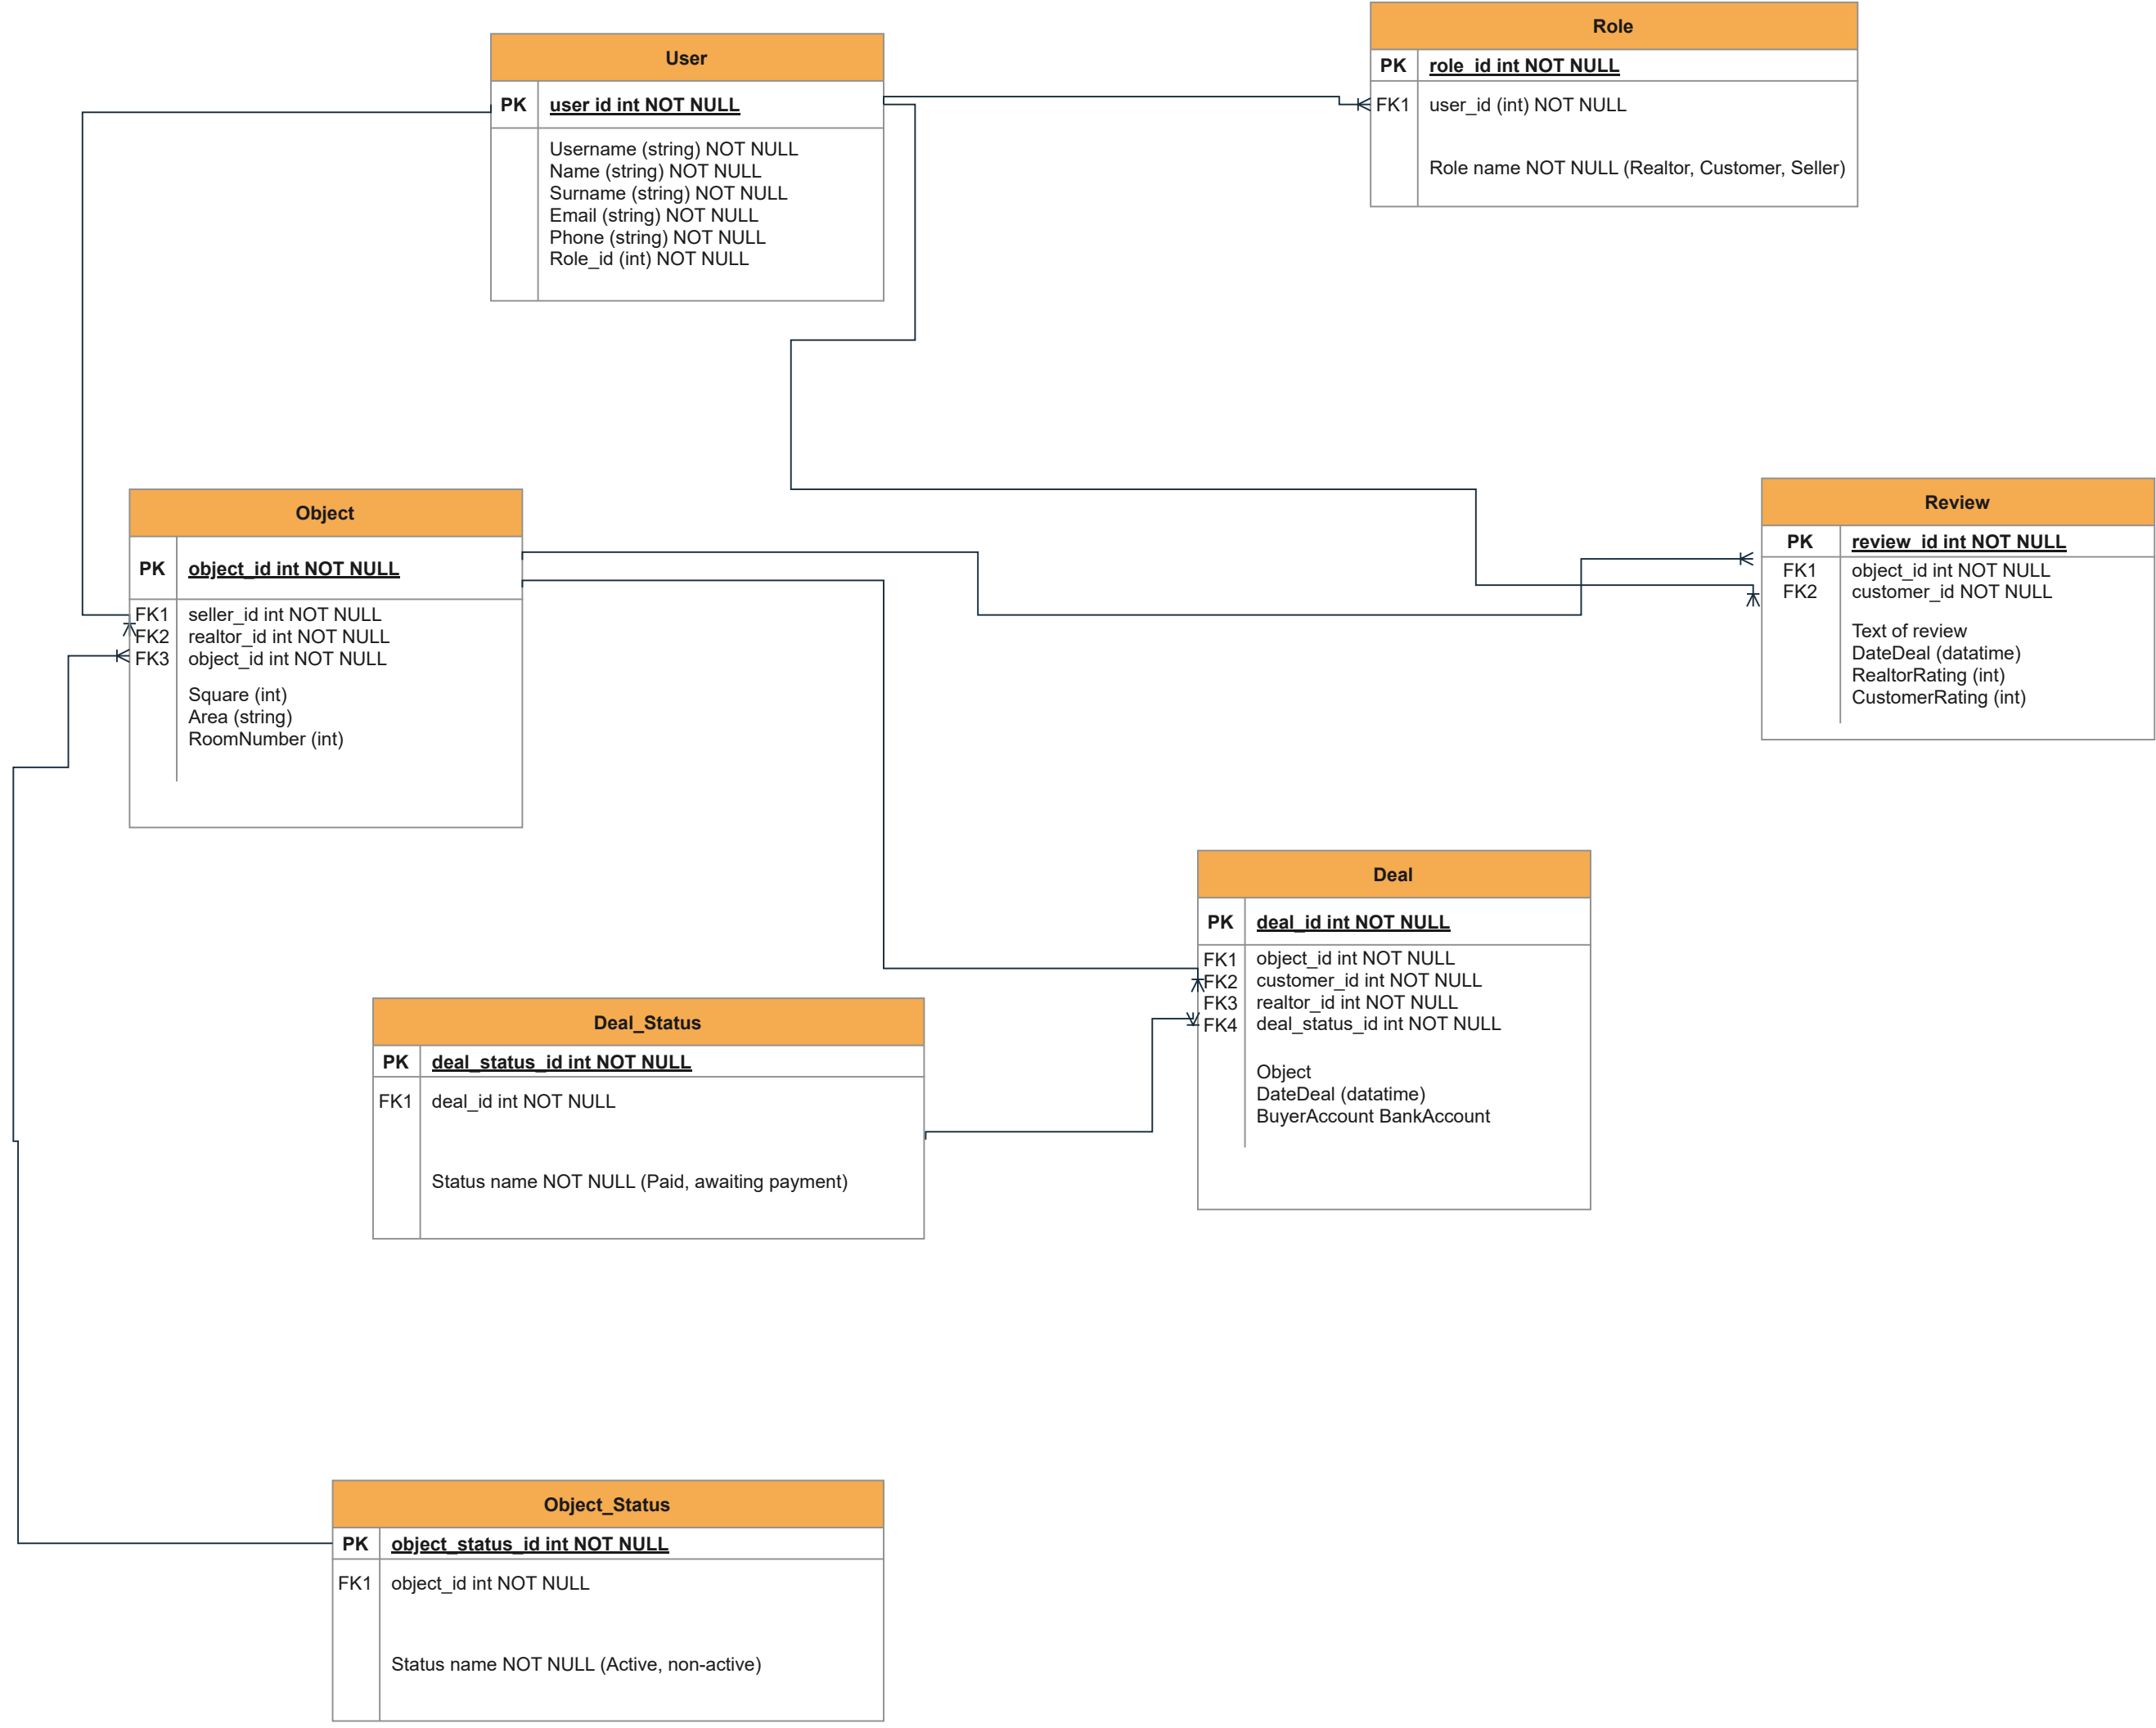 User
PK user id int NOT NULL
Username (string) NOT NULL
Name (string) NOT NULL
Surname (string) NOT NULL
Email (string) NOT NULL
Phone (string) NOT NULL
Role_id (int) NOT NULL
Role
PK role_id int NOT NULL
FK1 user_id (int) NOT NULL
Role name NOT NULL (Realtor, Customer, Seller)
Object
PK object_id int NOT NULL
FK1 seller_id int NOT NULL
FK2 realtor_id int NOT NULL
FK3 object_id int NOT NULL
Square (int)
Area (string)
RoomNumber (int)
Review
PK review_id int NOT NULL
FK1 object_id int NOT NULL
FK2 customer_id NOT NULL
Text of review
DateDeal (datatime)
RealtorRating (int)
CustomerRating (int)
Deal
PK deal_id int NOT NULL
FK1 object_id int NOT NULL
FK2 customer_id int NOT NULL
FK3 realtor_id int NOT NULL
FK4 deal_status_id int NOT NULL
Object
DateDeal (datatime)
BuyerAccount BankAccount
Deal_Status
PK deal_status_id int NOT NULL
FK1 deal_id int NOT NULL
Status name NOT NULL (Paid, awaiting payment)
Object_Status
PK object_status_id int NOT NULL
FK1 object_id int NOT NULL
Status name NOT NULL (Active, non-active)